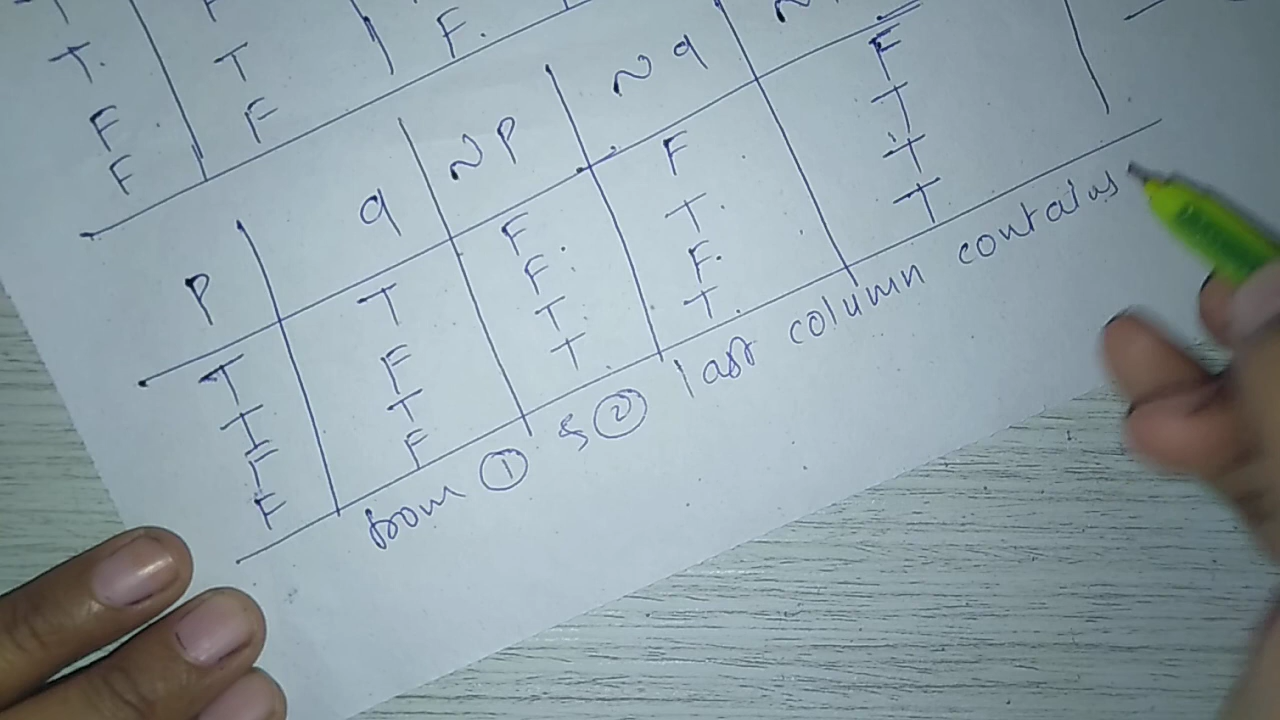 T. T
F F F.
F
P q ~P ~q
T T F F F
T F F. T. T
F T T. F. T
F F T. T. T
from ① & ② last column contains